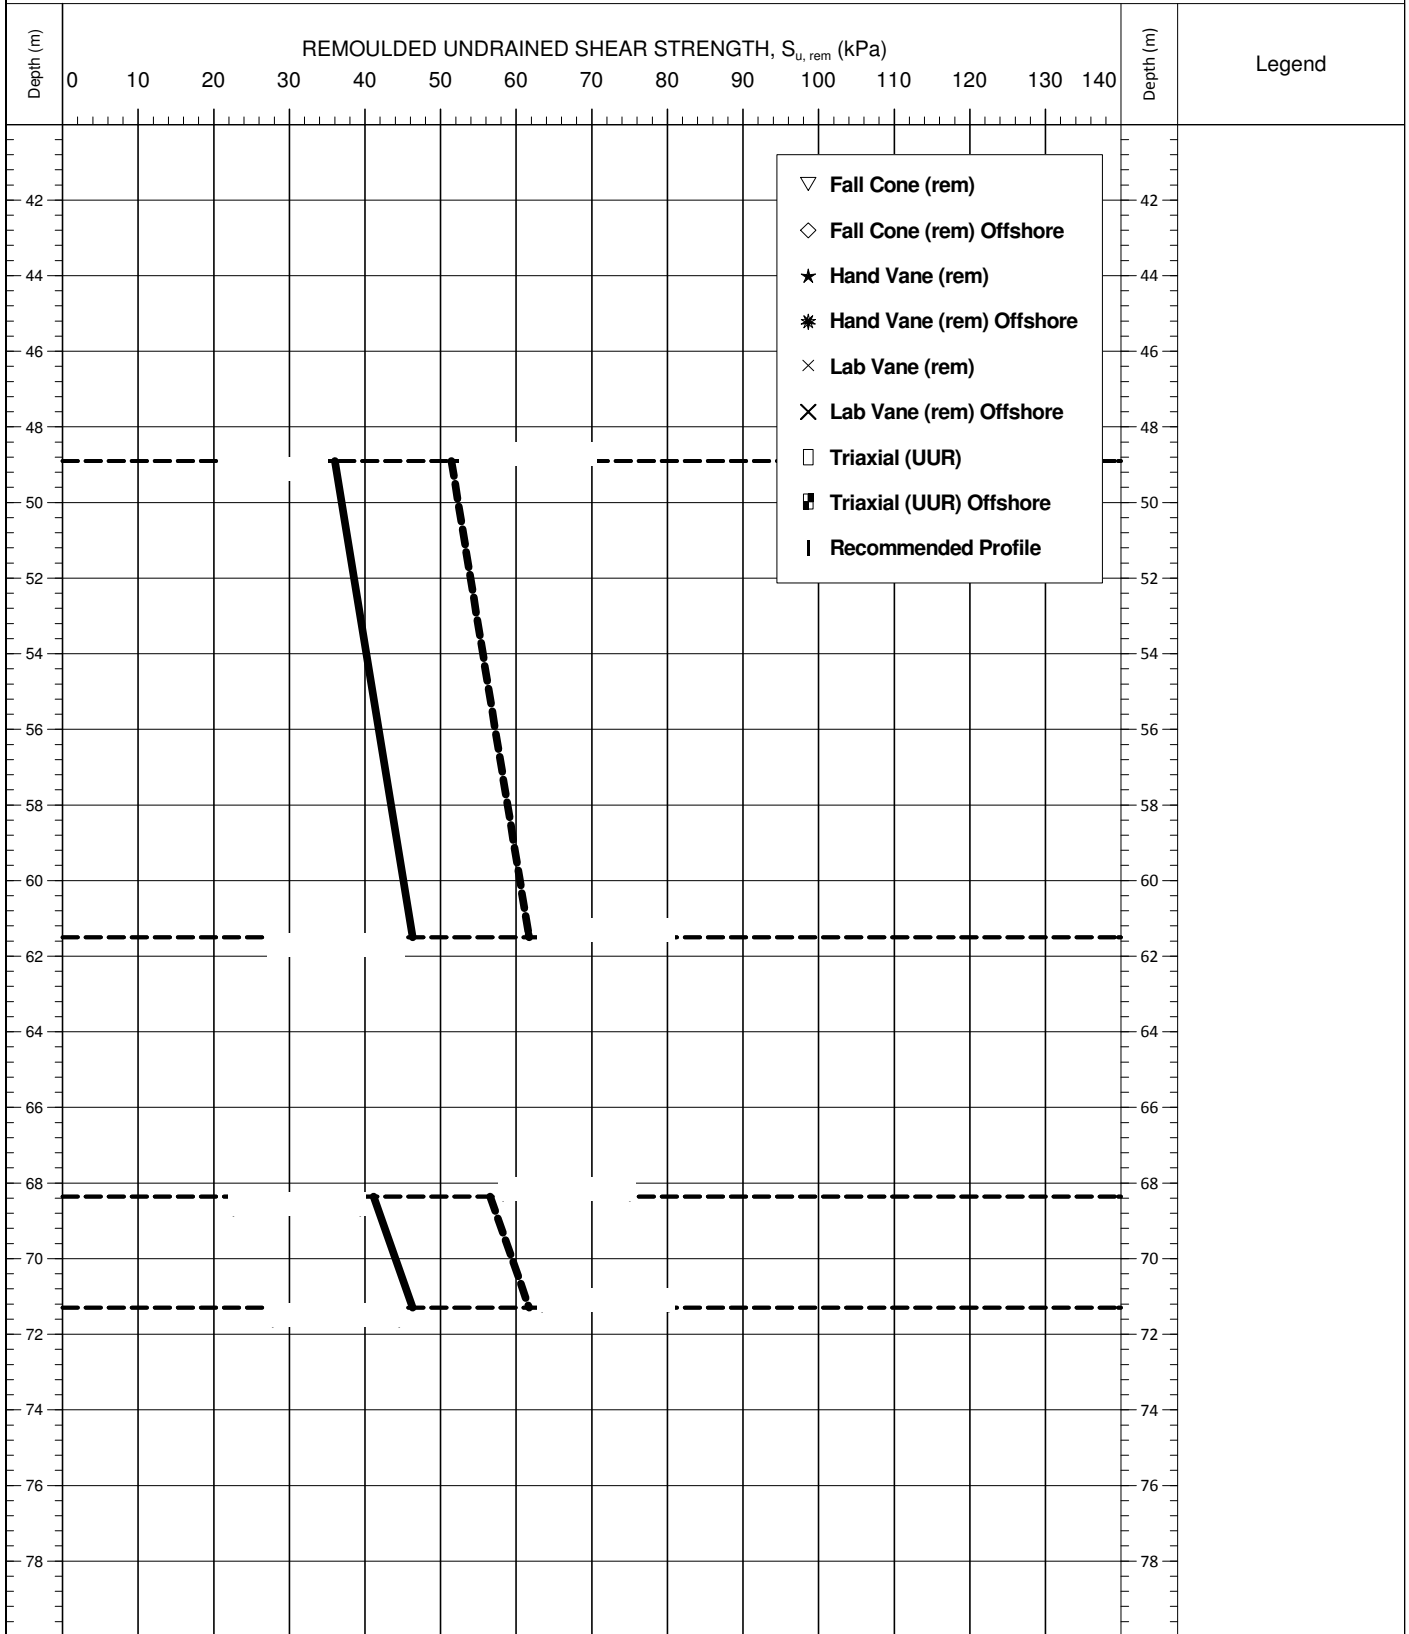 Depth (m)
REMOULDED UNDRAINED SHEAR STRENGTH, Su, rem (kPa)
0 10 20 30 40 50 60 70 80 90 100 110 120 130 140
Depth (m)
Legend
Fall Cone (rem)
Fall Cone (rem) Offshore
Hand Vane (rem)
Hand Vane (rem) Offshore
Lab Vane (rem)
Lab Vane (rem) Offshore
Triaxial (UUR)
Triaxial (UUR) Offshore
Recommended Profile
42 42
44 44
46 46
48 48
50 50
52 52
54 54
56 56
58 58
60 60
62 62
64 64
66 66
68 68
70 70
72 72
74 74
76 76
78 78